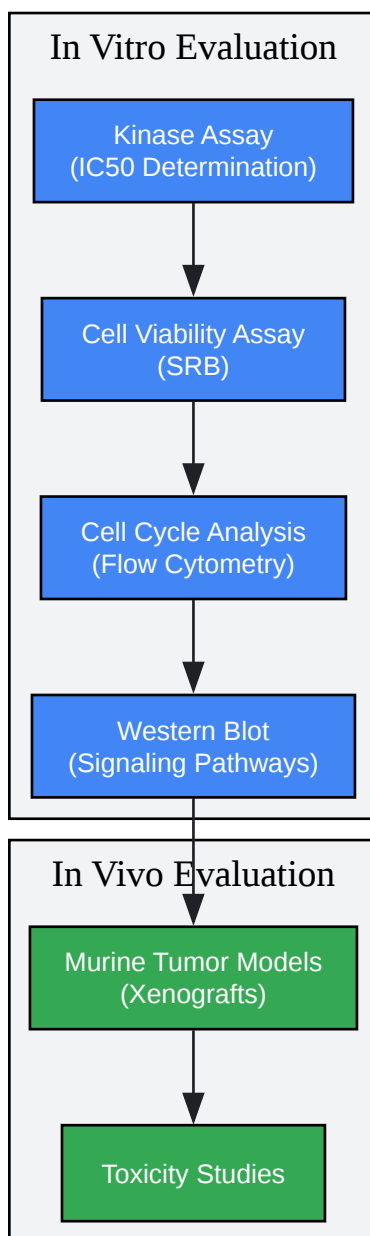 In Vitro Evaluation
Kinase Assay
(IC50 Determination)
Cell Viability Assay
(SRB)
Cell Cycle Analysis
(Flow Cytometry)
Western Blot
(Signaling Pathways)
In Vivo Evaluation
Murine Tumor Models
(Xenografts)
Toxicity Studies